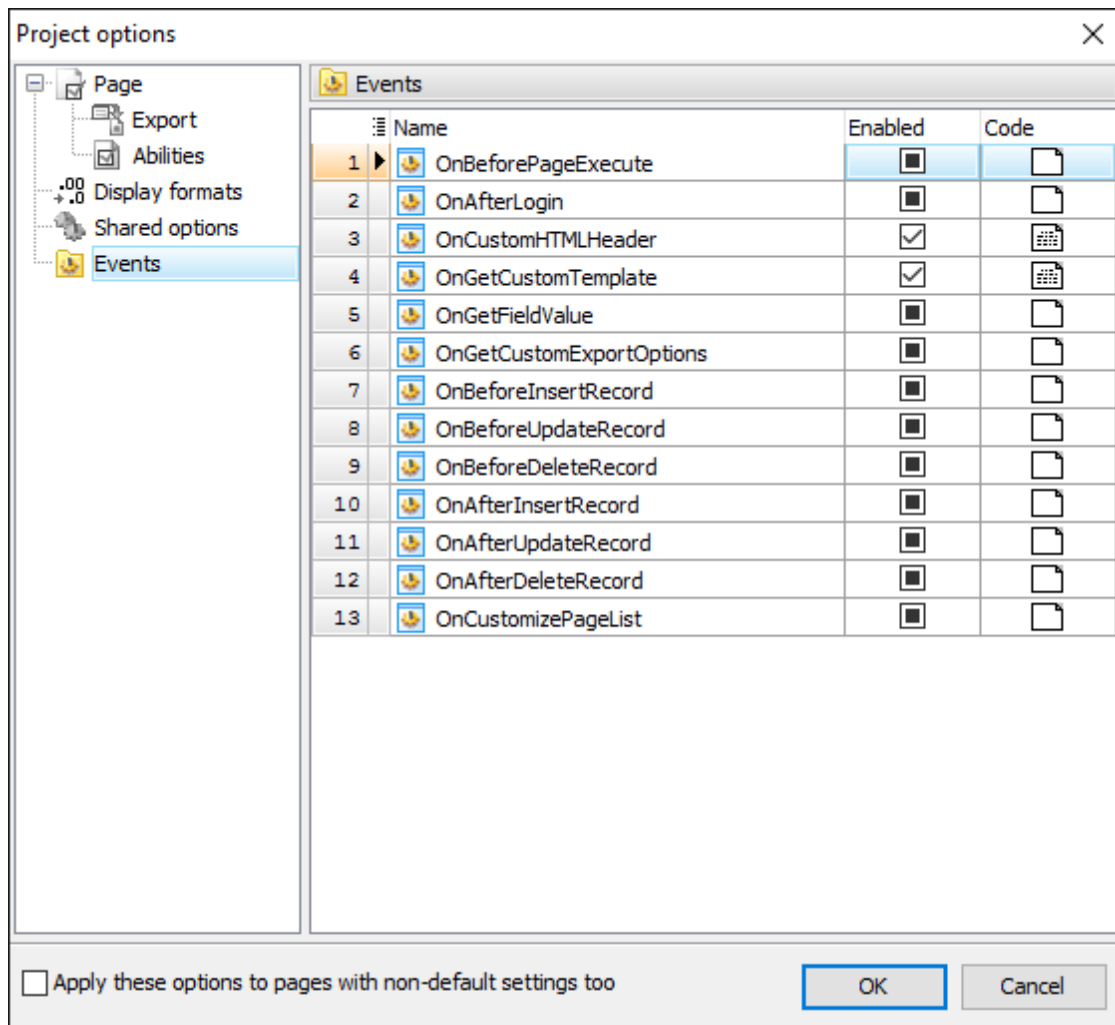 Project options
Page
Export
Abilities
.00
.0 Display formats
Shared options
Events
Events
Name Enabled Code
1 OnBeforePageExecute
2 OnAfterLogin
3 OnCustomHTMLHeader
4 OnGetCustomTemplate
5 OnGetFieldValue
6 OnGetCustomExportOptions
7 OnBeforeInsertRecord
8 OnBeforeUpdateRecord
9 OnBeforeDeleteRecord
10 OnAfterInsertRecord
11 OnAfterUpdateRecord
12 OnAfterDeleteRecord
13 OnCustomizePageList
Apply these options to pages with non-default settings too
OK Cancel